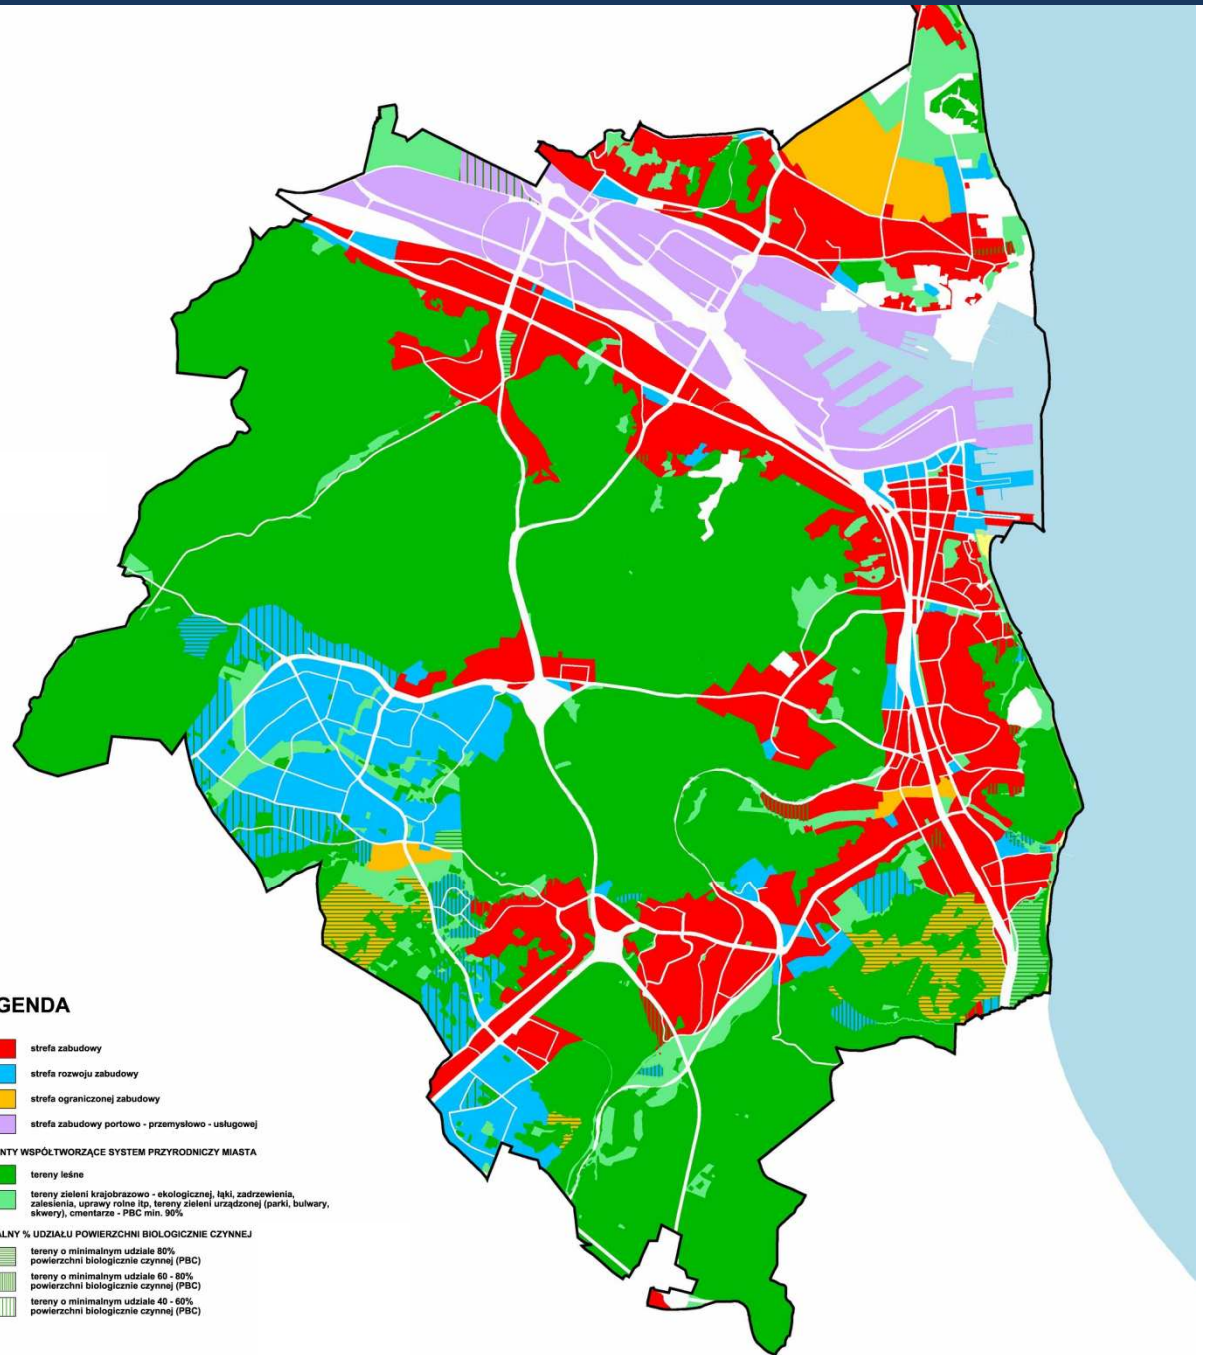 GENDA
strefa zabudowy
strefa rozwoju zabudowy
strefa ograniczonej zabudowy
strefa zabudowy portowo - przemysłowo - usługowej
NTY WSPÓŁTWORZĄCE SYSTEM PRZYRODNICZY MIASTA
tereny leśne
tereny zieleni krajobrazowo - ekologicznej, łąki, zadrzewienia,
zalesienia, uprawy rolne itp, tereny zieleni urządzonej (parki, bulwary,
skwery), cmentarze - PBC min. 90%
ALNY % UDZIAŁU POWIERZCHNI BIOLOGICZNIE CZYNNEJ
tereny o minimalnym udziale 80%
powierzchni biologicznie czynnej (PBC)
tereny o minimalnym udziale 60 - 80%
powierzchni biologicznie czynnej (PBC)
tereny o minimalnym udziale 40 - 60%
powierzchni biologicznie czynnej (PBC)